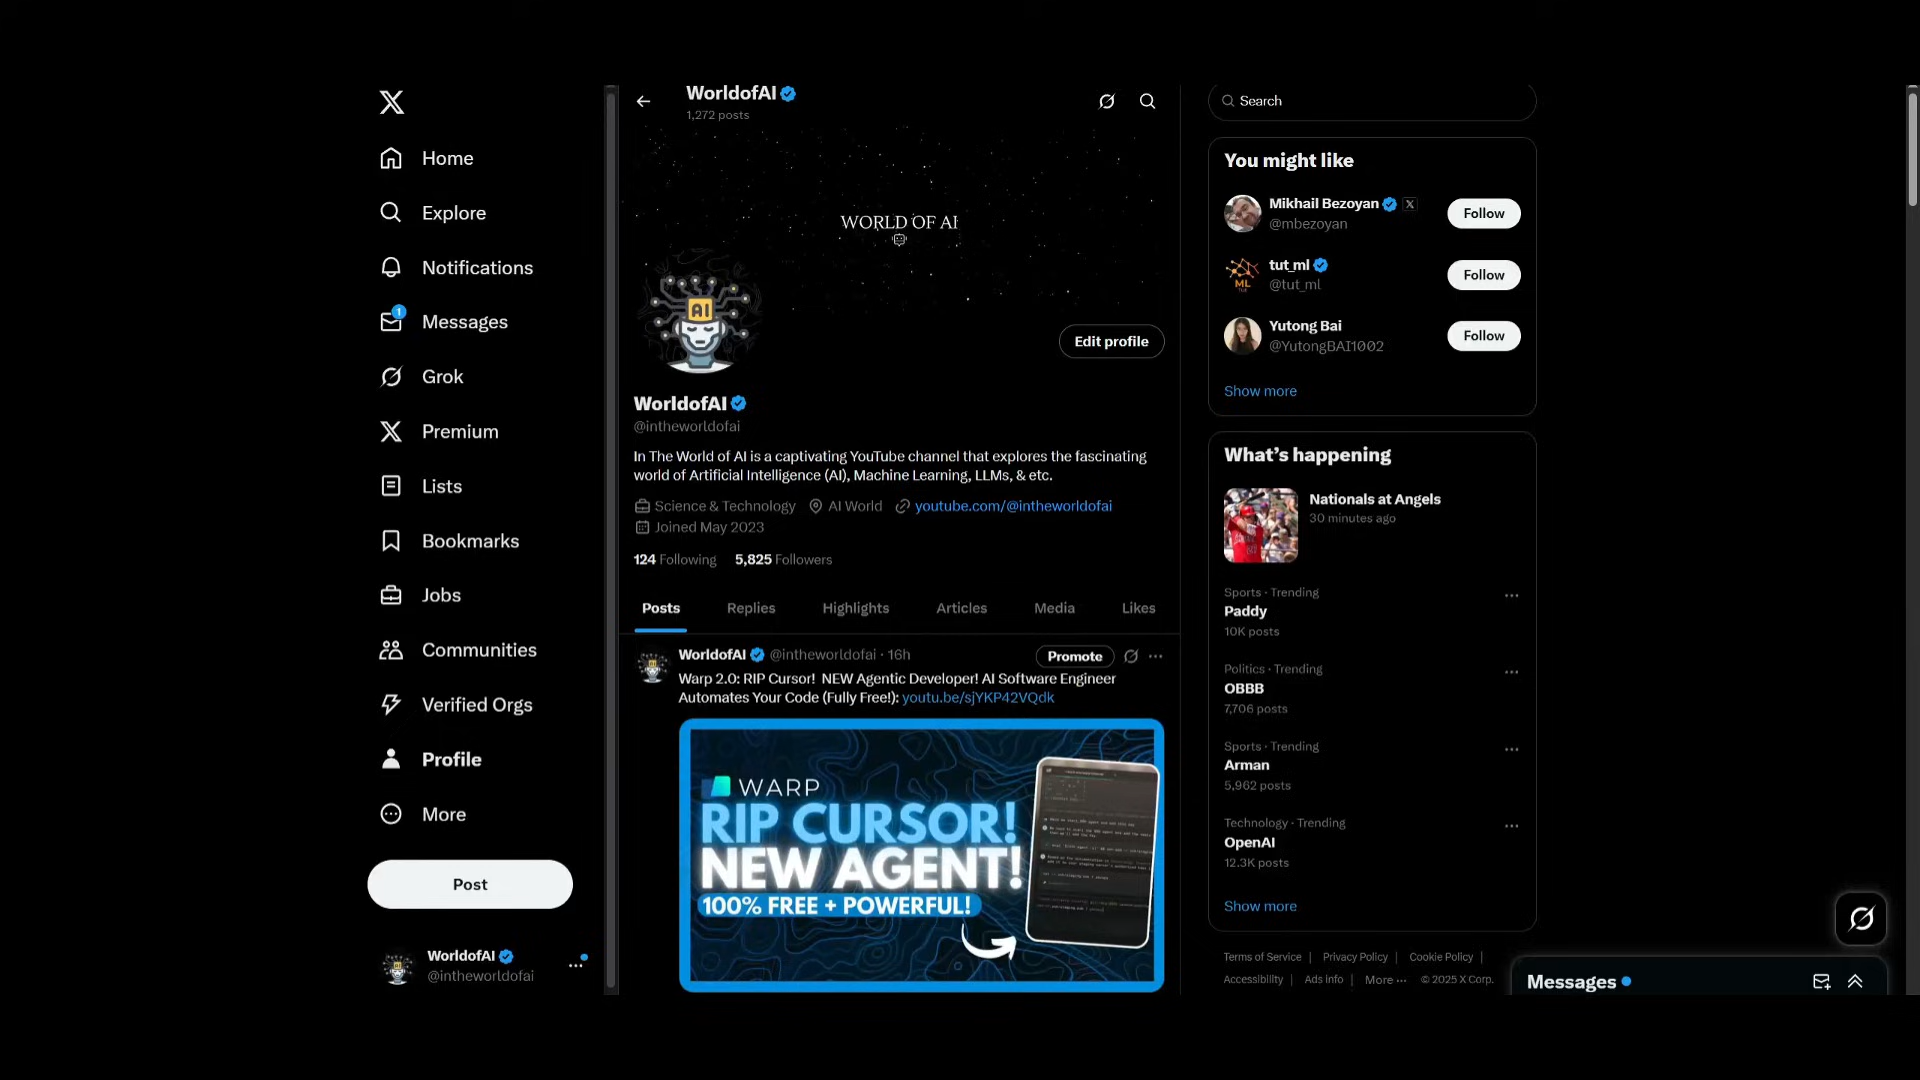 Home
Explore
Notifications
1
Messages
Grok
Premium
Lists
Bookmarks
Jobs
Communities
Verified Orgs
Profile
More
Post
WorldofAI
@intheworldofai
WorldofAI
1,272 posts
WORLD OF AI
AI
Edit profile
WorldofAI
@intheworldofai
In The World of AI is a captivating YouTube channel that explores the fascinating
world of Artificial Intelligence (AI), Machine Learning, LLMs, & etc.
Science & Technology AI World youtube.com/@intheworldofai
Joined May 2023
124 Following 5,825 Followers
Posts Replies Highlights Articles Media Likes
WorldofAI @intheworldofai · 16h Promote
Warp 2.0: RIP Cursor! NEW Agentic Developer! AI Software Engineer
Automates Your Code (Fully Free!): youtu.be/sjYKP42VQdk
WARP
RIP CURSOR!
NEW AGENT!
100% FREE + POWERFUL!
Search
You might like
Mikhail Bezoyan
@mbezoyan
Follow
tut_ml
@tut_ml
Follow
ML
Yutong Bai
@YutongBAI1002
Follow
Show more
What's happening
Nationals at Angels
30 minutes ago
Sports · Trending
Paddy
10K posts
Politics · Trending
OBBB
7,706 posts
Sports · Trending
Arman
5,962 posts
Technology · Trending
OpenAI
12.3K posts
Show more
Terms of Service | Privacy Policy | Cookie Policy |
Accessibility | Ads info | More ··· © 2025 X Corp.
Messages